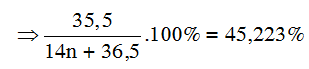 ⇒ 35,5 / (14n + 36,5) .100% = 45,223%